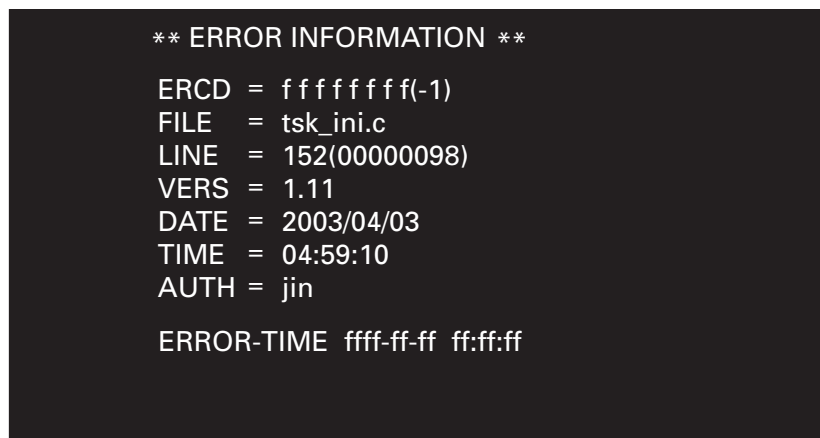 ** ERROR INFORMATION **
ERCD = f f f f f f f f(-1)
FILE = tsk_ini.c
LINE = 152(00000098)
VERS = 1.11
DATE = 2003/04/03
TIME = 04:59:10
AUTH = jin
ERROR-TIME ffff-ff-ff ff:ff:ff